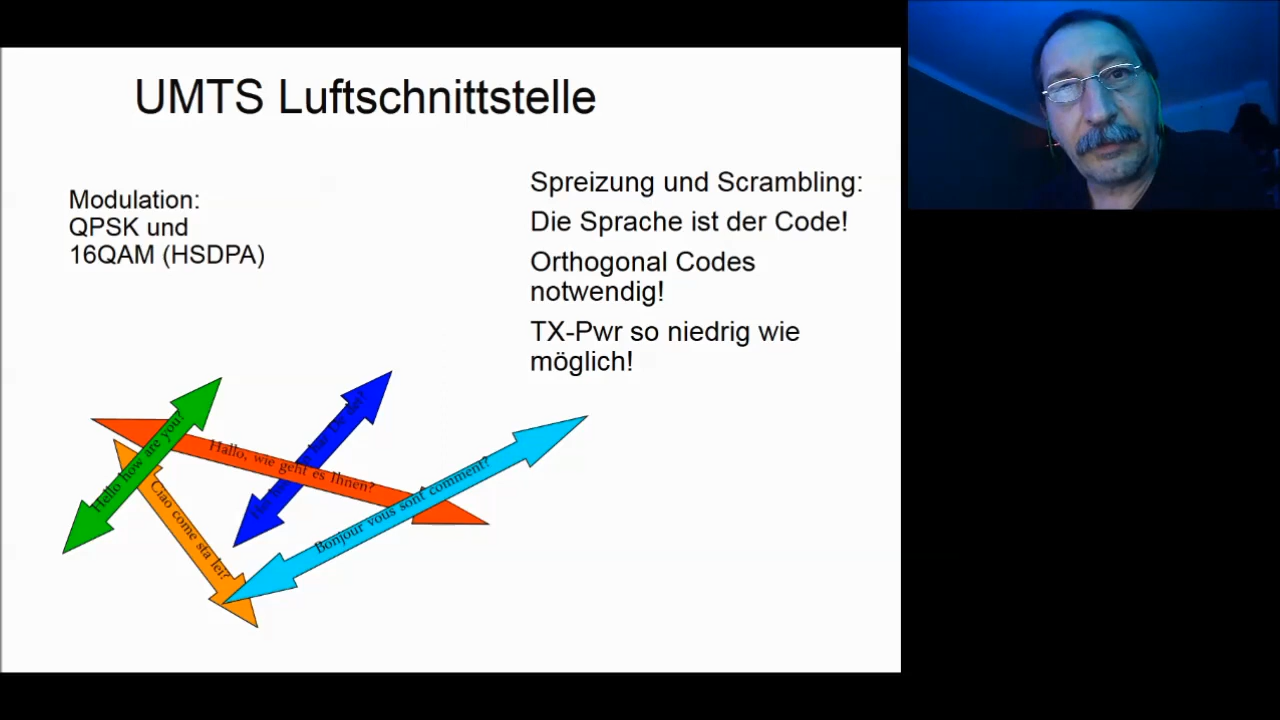 UMTS Luftschnittstelle
Modulation:
QPSK und
16QAM (HSDPA)
Spreizung und Scrambling:
Die Sprache ist der Code!
Orthogonal Codes
notwendig!
TX-Pwr so niedrig wie
möglich!
Hello how are you?
Hallo, wie geht es Ihnen?
Ciao come sta lei?
Bonjour vous sont comment?